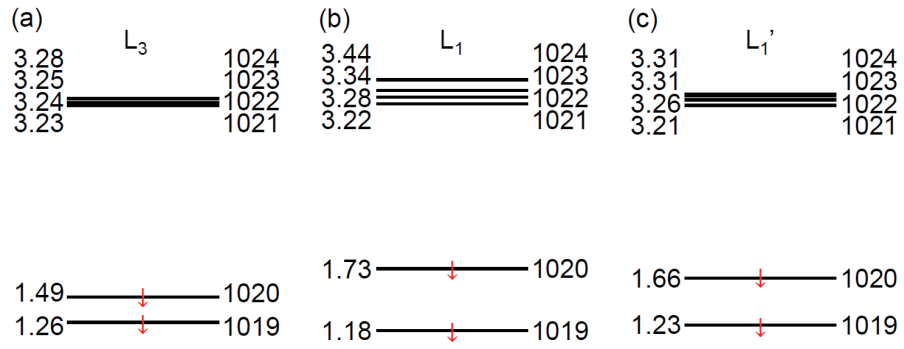 (a) (b) (c)
L3 L1 L1’
3.28 1024 3.44 1024 3.31 1024
3.25 1023 3.34 1023 3.31 1023
3.24 1022 3.28 1022 3.26 1022
3.23 1021 3.22 1021 3.21 1021
1.49 1020 1.73 1020 1.66 1020
1.26 1019 1.18 1019 1.23 1019